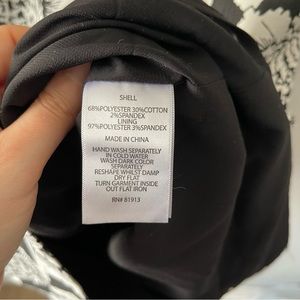 SHELL
68%POLYESTER 30%COTTON
2%SPANDEX
LINING
97%POLYESTER 3%SPANDEX
MADE IN CHINA
HAND WASH SEPARATELY
IN COLD WATER
WASH DARK COLOR
SEPARATELY
RESHAPE WHILST DAMP
DRY FLAT
TURN GARMENT INSIDE
OUT FLAT IRON
RN# 81913